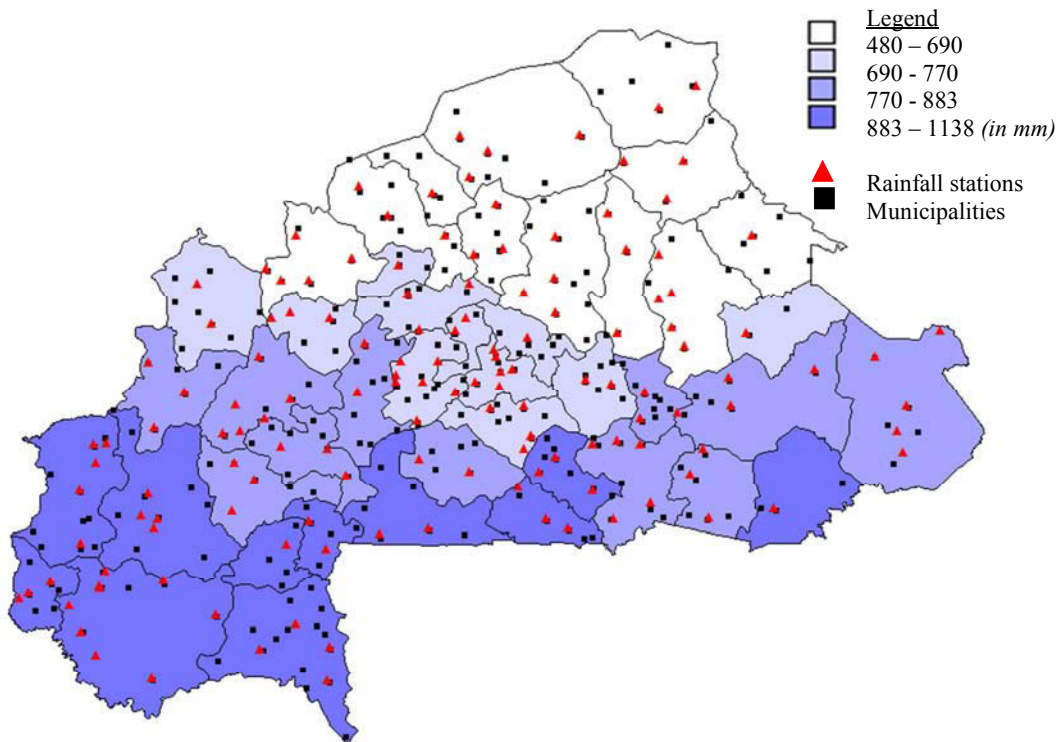 Legend
480 – 690
690 - 770
770 - 883
883 – 1138 (in mm)
Rainfall stations
Municipalities